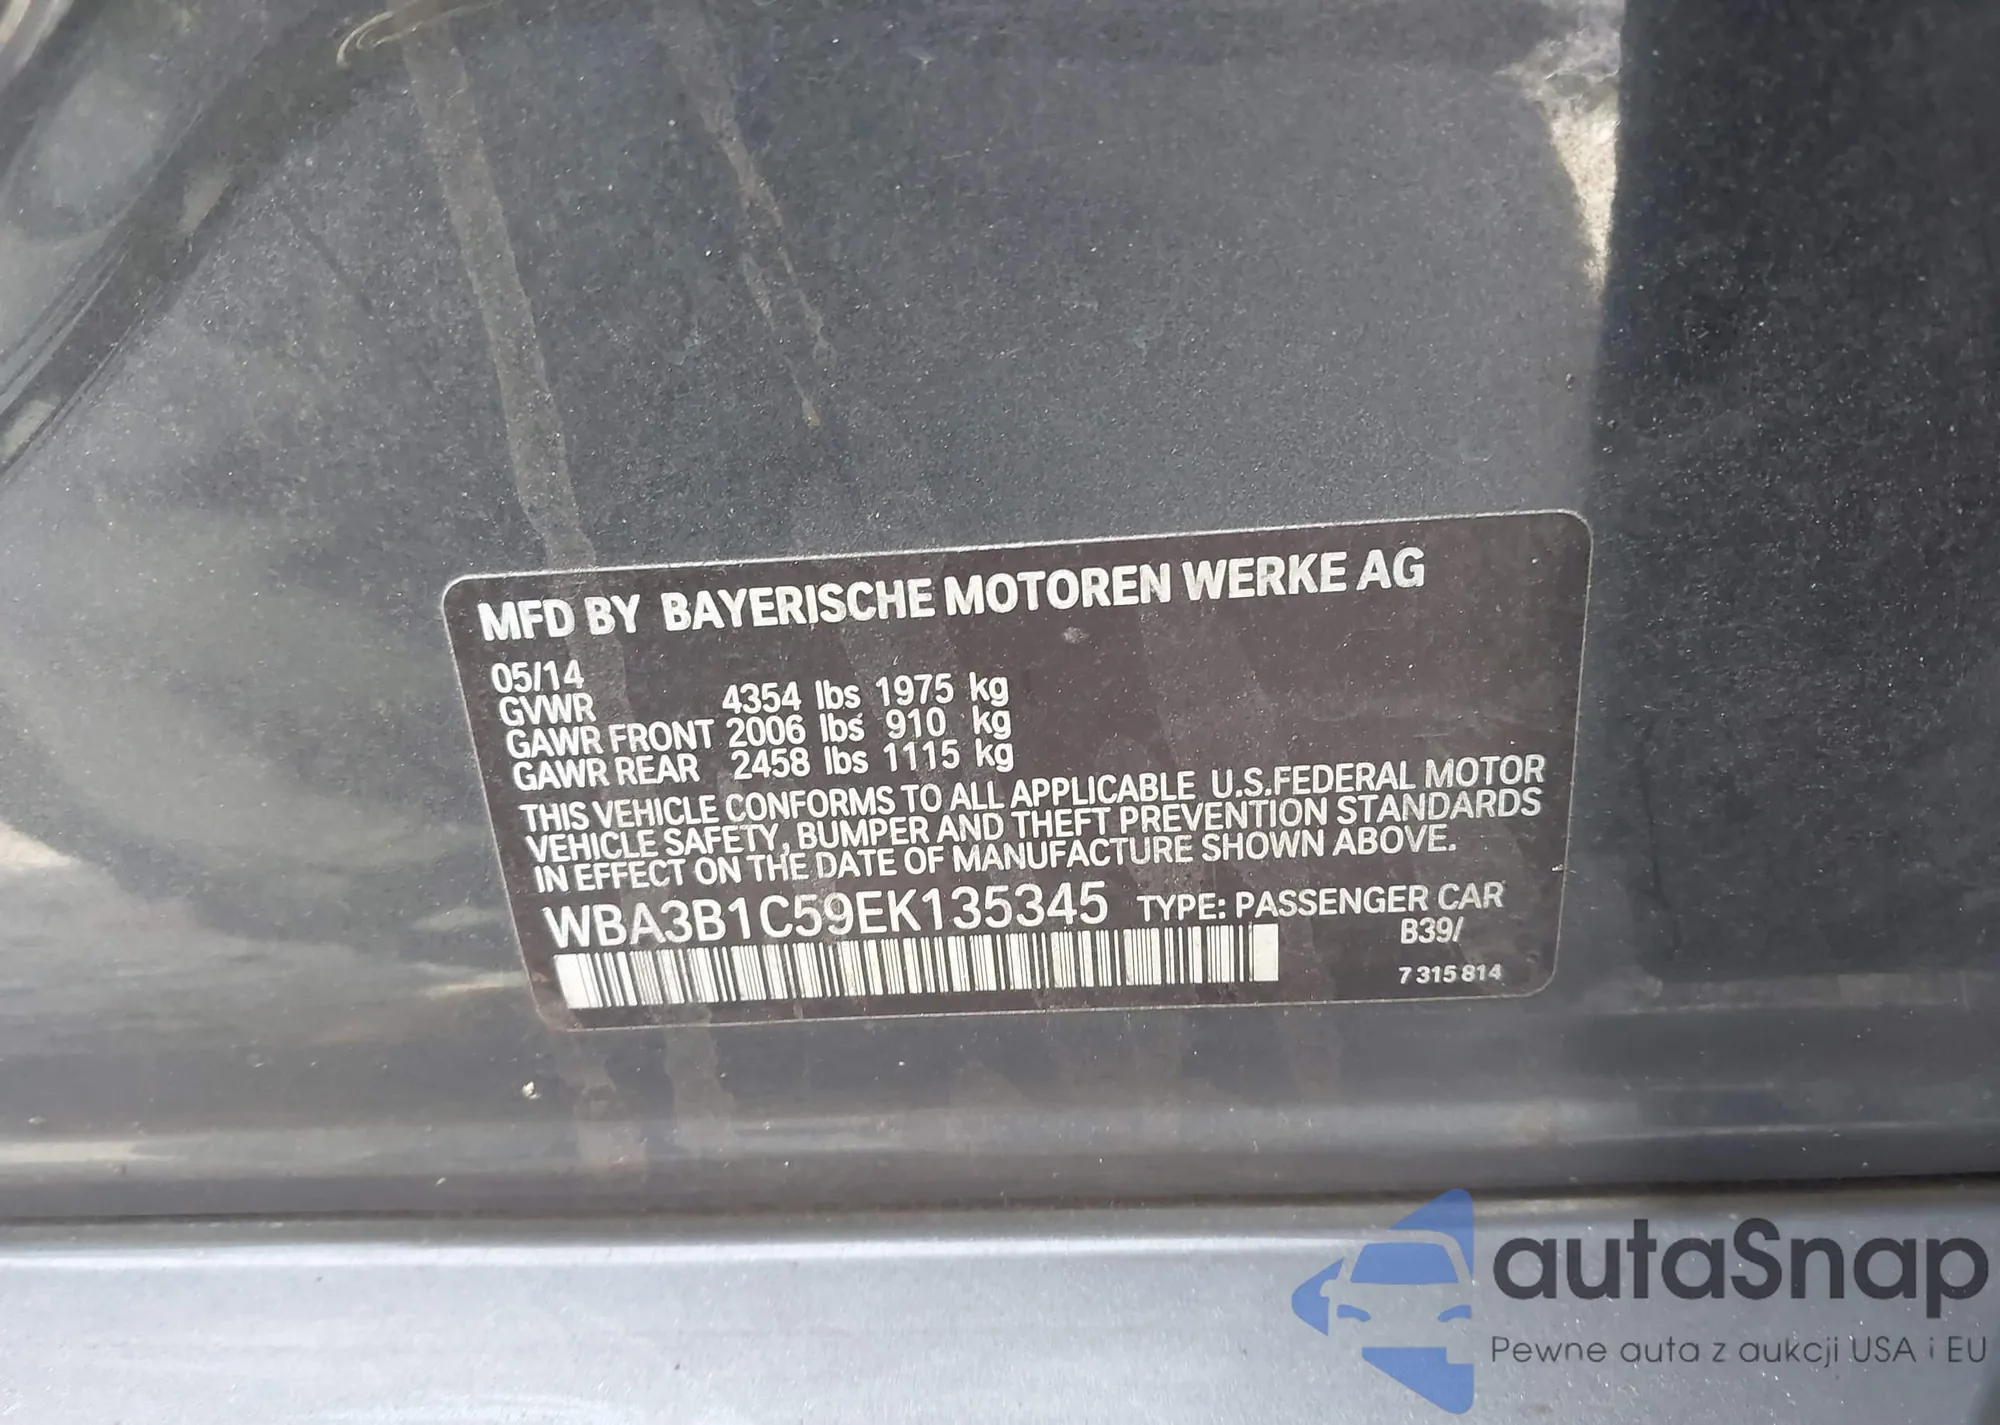 MFD BY BAYERISCHE MOTOREN WERKE AG
05/14
GVWR 4354 lbs 1975 kg
GAWR FRONT 2006 lbs 910 kg
GAWR REAR 2458 lbs 1115 kg
THIS VEHICLE CONFORMS TO ALL APPLICABLE U.S.FEDERAL MOTOR
VEHICLE SAFETY, BUMPER AND THEFT PREVENTION STANDARDS
IN EFFECT ON THE DATE OF MANUFACTURE SHOWN ABOVE.
WBA3B1C59EK135345 TYPE: PASSENGER CAR
B39/
7 315 814
autaSnap
Pewne auta z aukcji USA i EU